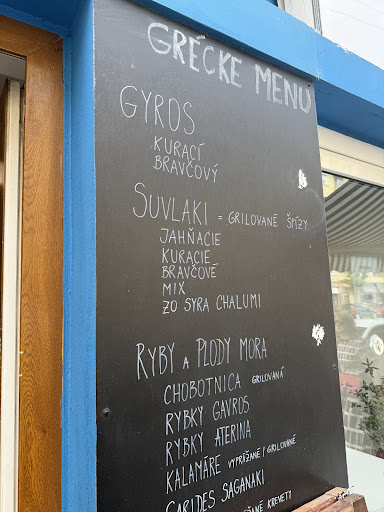 GRÉCKE MENU
GYROS
KURACÍ
BRAVČOVÝ
SUVLAKI = GRILOVANÉ ŠPÍZY
JAHŇACIE
KURACIE
BRAVČOVÉ
MIX
ZO SYRA CHALUMI
RYBY A PLODY MORA
CHOBOTNICA GRILOVANÁ
RYBKY GAVROS
RYBKY ATERINA
KALAMÁRE VYPRÁŽANÉ / GRILOVANÉ
GARIDES SAGANAKI
KREVETY